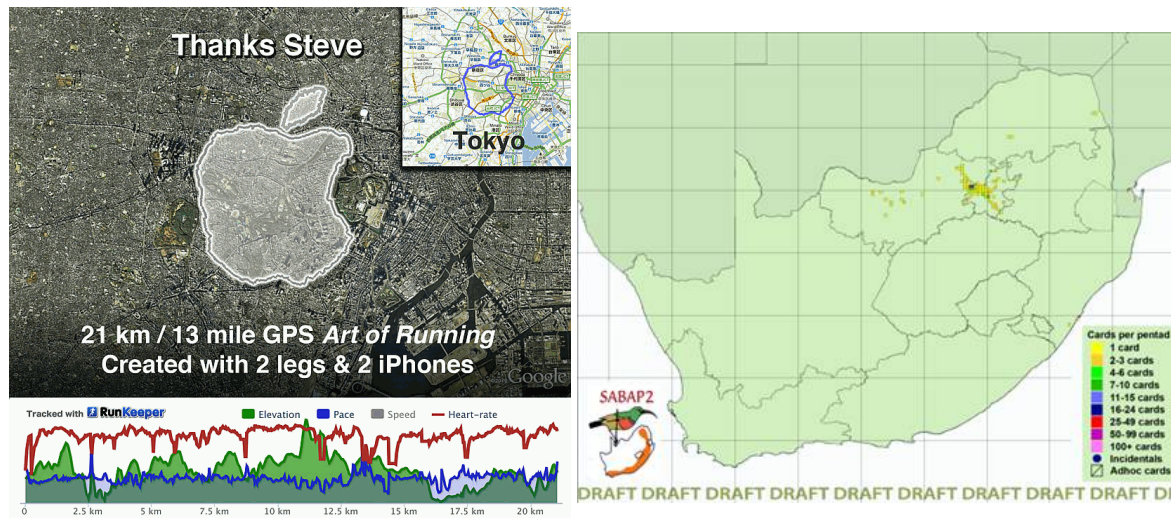 Thanks Steve
Tokyo
21 km / 13 mile GPS Art of Running
Created with 2 legs & 2 iPhones
Google
Tracked with RunKeeper
Elevation Pace Speed Heart-rate
0 2.5 km 5 km 7.5 km 10 km 12.5 km 15 km 17.5 km 20 km
Cards per pentad
1 card
2-3 cards
4-6 cards
7-10 cards
11-15 cards
16-24 cards
25-49 cards
50-99 cards
100+ cards
Incidentals
Adhoc cards
SABAP2
DRAFT DRAFT DRAFT DRAFT DRAFT DRAFT DRAFT DRAFT DRAFT D